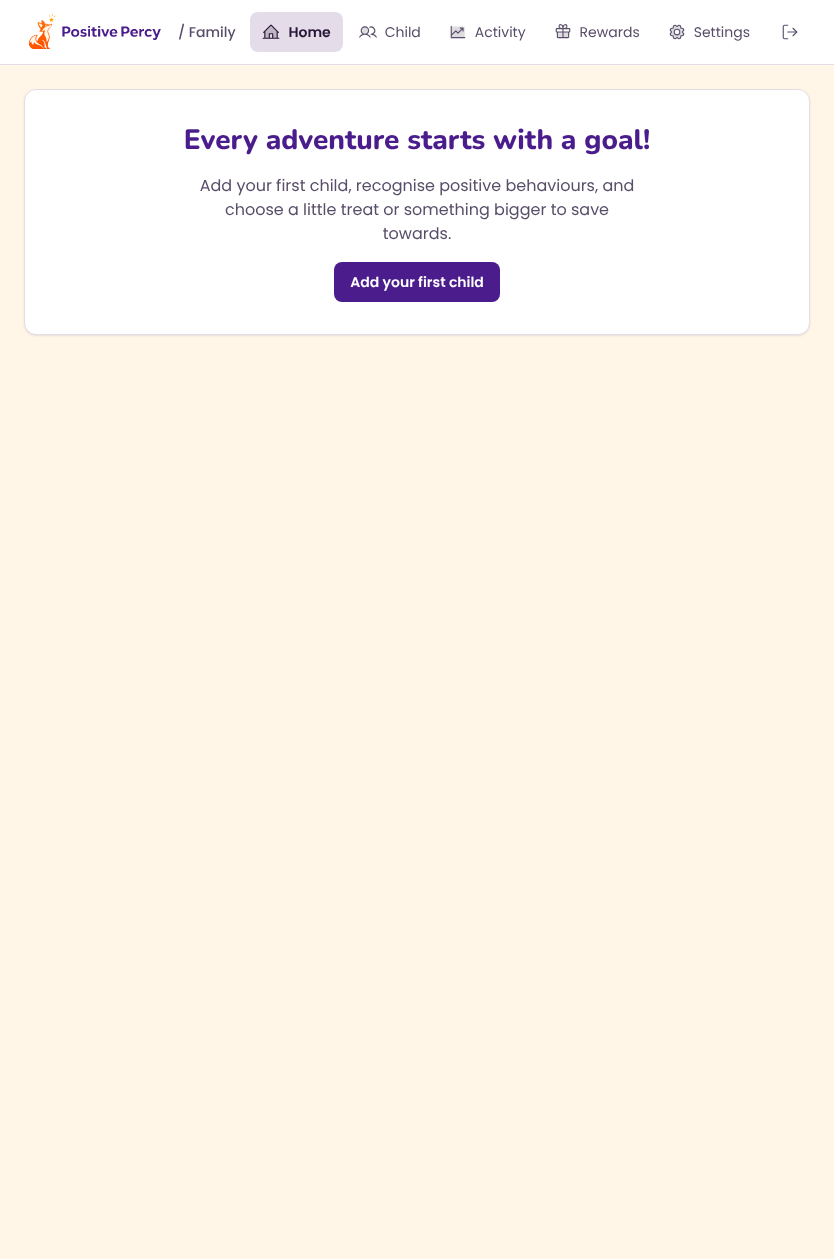 Positive Percy / Family Home Child Activity Rewards Settings
Every adventure starts with a goal!
Add your first child, recognise positive behaviours, and
choose a little treat or something bigger to save
towards.
Add your first child